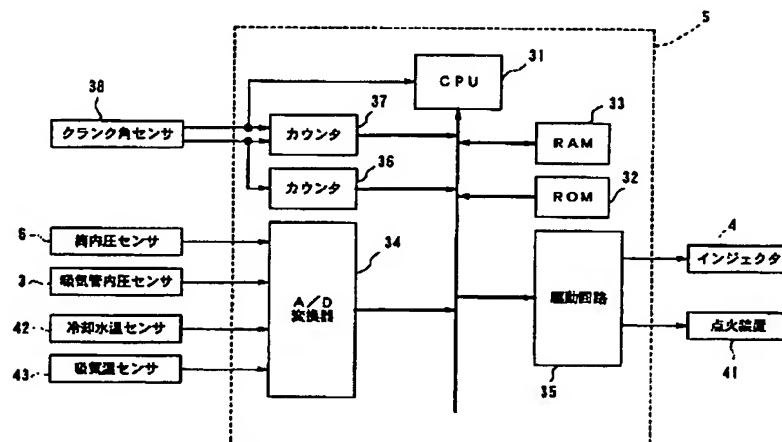 5
31
CPU
38
クランク角センサ
37
カウンタ
33
RAM
36
カウンタ
32
ROM
6
筒内圧センサ
34
4
インジェクタ
3
吸気管内圧センサ
A/D
変換器
駆動回路
42
冷却水温センサ
点火装置
43
吸気温センサ
35
41